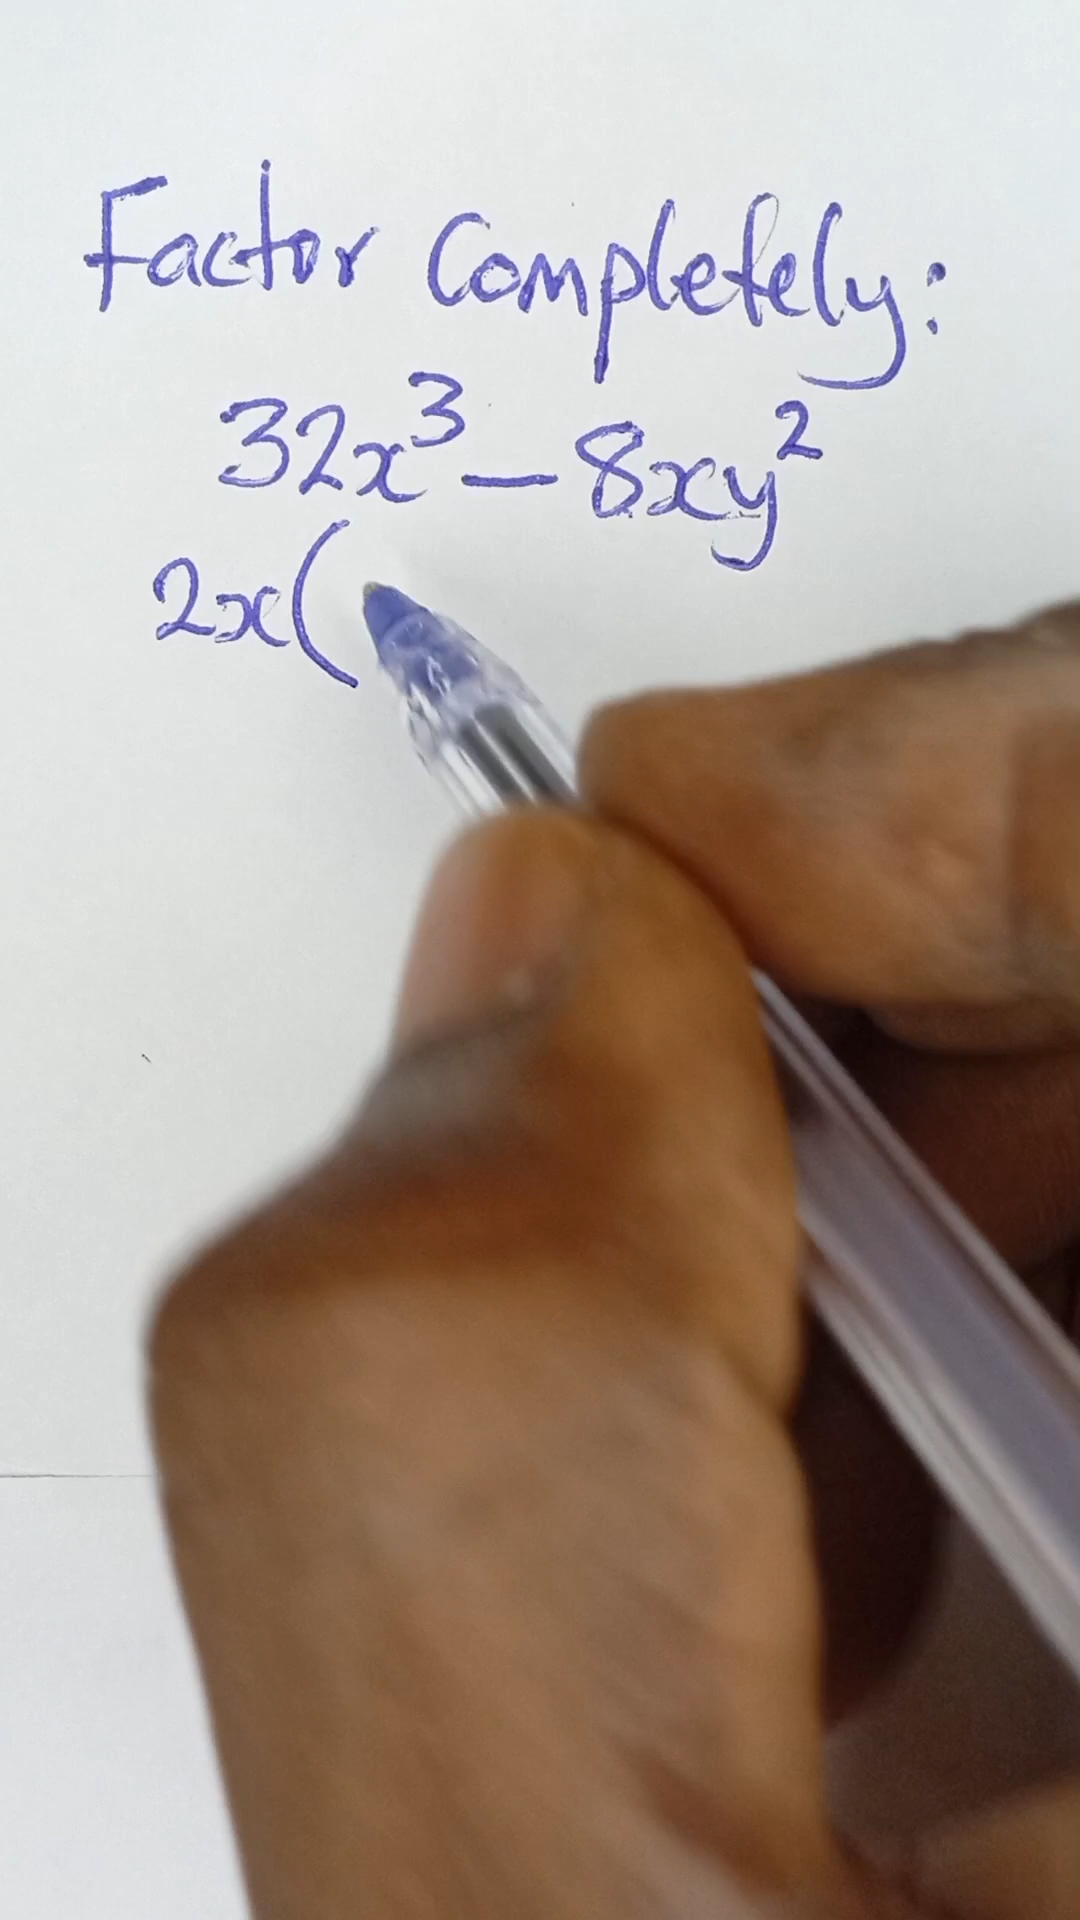 Factor Completely:
32x³ – 8xy²
2x(